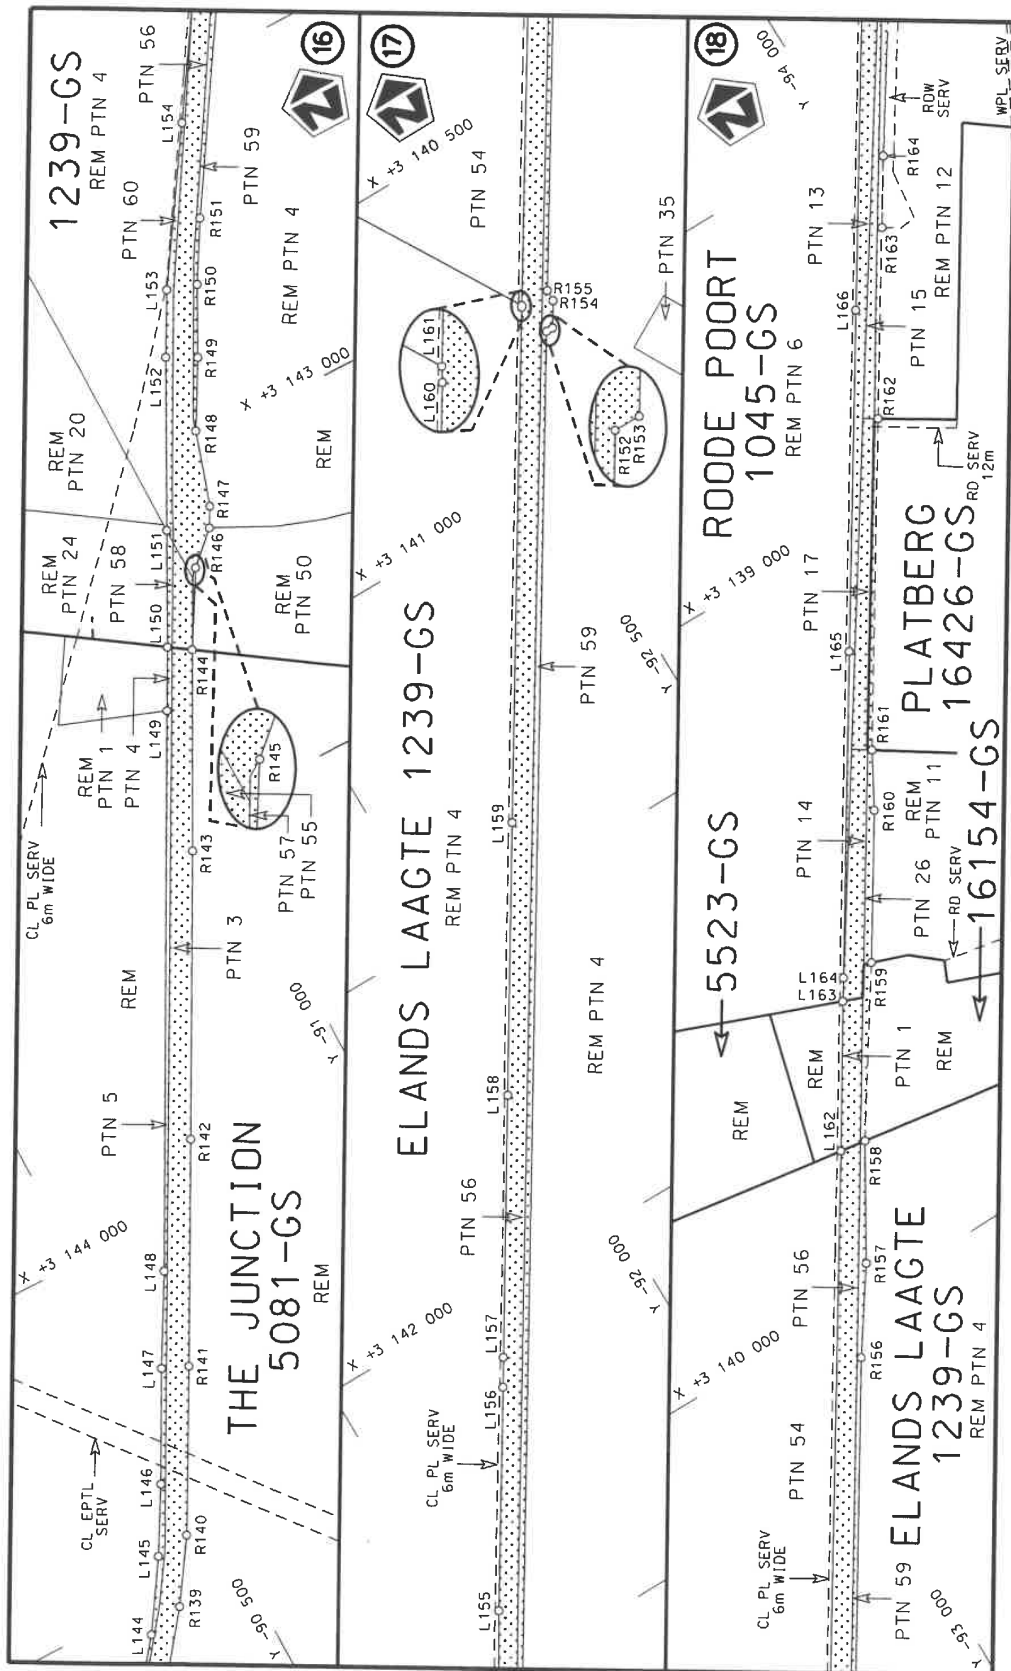 16
1239-GS
REM PTN 4
PTN 56
L154
PTN 60
PTN 59
R151
L153
R150
REM PTN 4
L152
R149
X +3 143 000
REM
PTN 20
R148
REM
R147
L151
R146
REM
PTN 24
PTN 58
L150
REM
PTN 50
R144
L149
REM
PTN 1
PTN 4
R145
CL PL SERV
6m WIDE
R143
PTN 57
PTN 55
PTN 3
REM
Y -91 000
PTN 5
R142
THE JUNCTION
5081-GS
REM
X +3 144 000
L148
L147
R141
CL EPTL
SERV
L146
L145
R140
L144
R139
Y -90 500
17
X +3 140 500
PTN 54
PTN 35
R155
R154
L161
L160
R152
R153
X +3 141 000
ELANDS LAAGTE 1239-GS
REM PTN 4
PTN 59
Y -92 500
L159
REM PTN 4
L158
PTN 56
Y -92 000
X +3 142 000
L157
L156
CL PL SERV
6m WIDE
L155
18
Y -94 000
RDW
SERV
WPL SERV
R164
PTN 13
R163
REM PTN 12
L166
PTN 15
ROODE POORT
1045-GS
REM PTN 6
R162
RD SERV
12m
X +3 139 000
PTN 17
PLATBERG
16426-GS
L165
R161
R160
REM
PTN 11
PTN 14
PTN 26
RD SERV
16154-GS
5523-GS
L164
L163
R159
REM
PTN 1
REM
REM
L162
R158
ELANDS LAAGTE
1239-GS
REM PTN 4
PTN 56
R157
R156
X +3 140 000
PTN 54
CL PL SERV
6m WIDE
PTN 59
Y -93 000